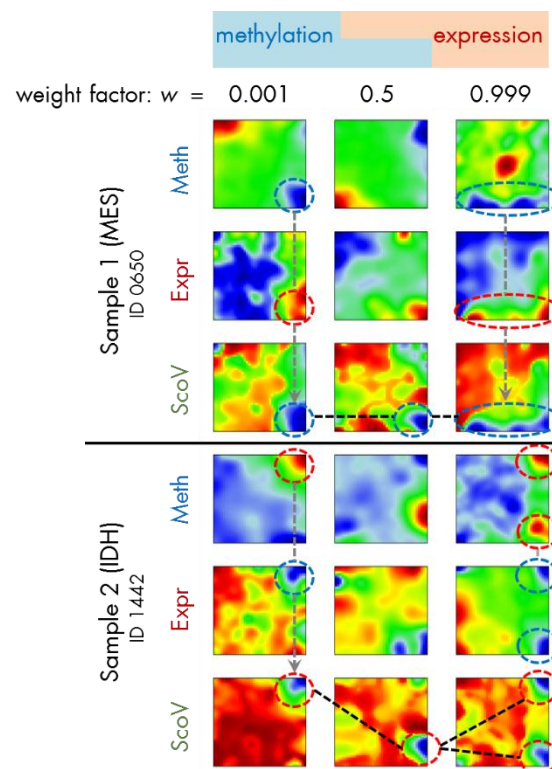 methylation expression
weight factor: w = 0.001 0.5 0.999
Sample 1 (MES)
ID 0650
Meth
Expr
ScoV
Sample 2 (IDH)
ID 1442
Meth
Expr
ScoV